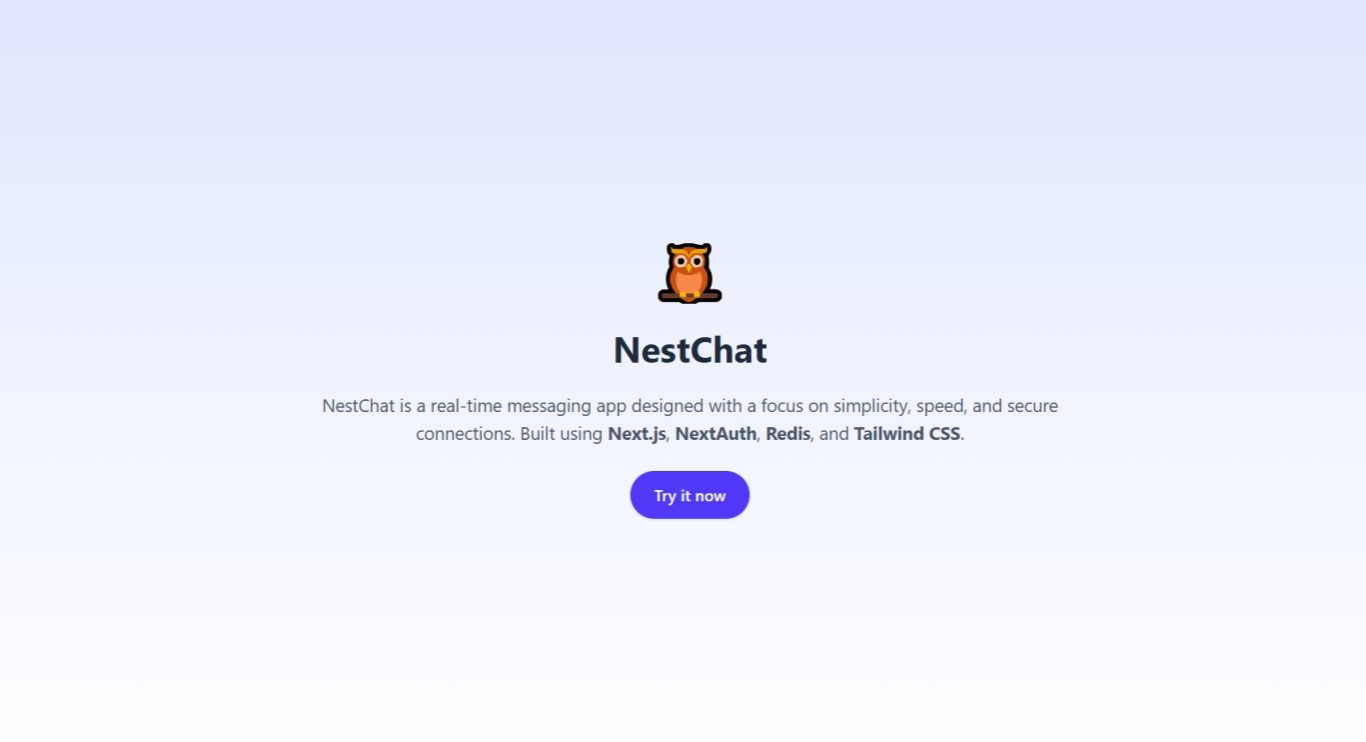 NestChat
NestChat is a real-time messaging app designed with a focus on simplicity, speed, and secure
connections. Built using Next.js, NextAuth, Redis, and Tailwind CSS.
Try it now